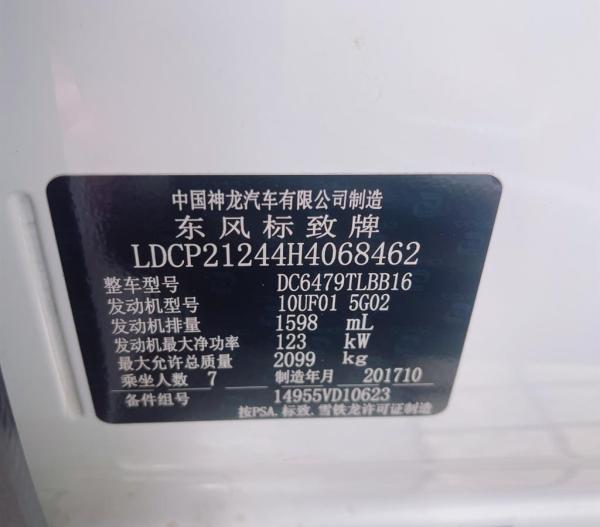 中国神龙汽车有限公司制造
东风标致牌
LDCP21244H4068462
整车型号 DC6479TLBB16
发动机型号 10UF01 5G02
发动机排量 1598 mL
发动机最大净功率 123 kW
最大允许总质量 2099 kg
乘坐人数 7 制造年月 201710
备件组号 14955VD10623
按PSA.标致.雪铁龙许可证制造